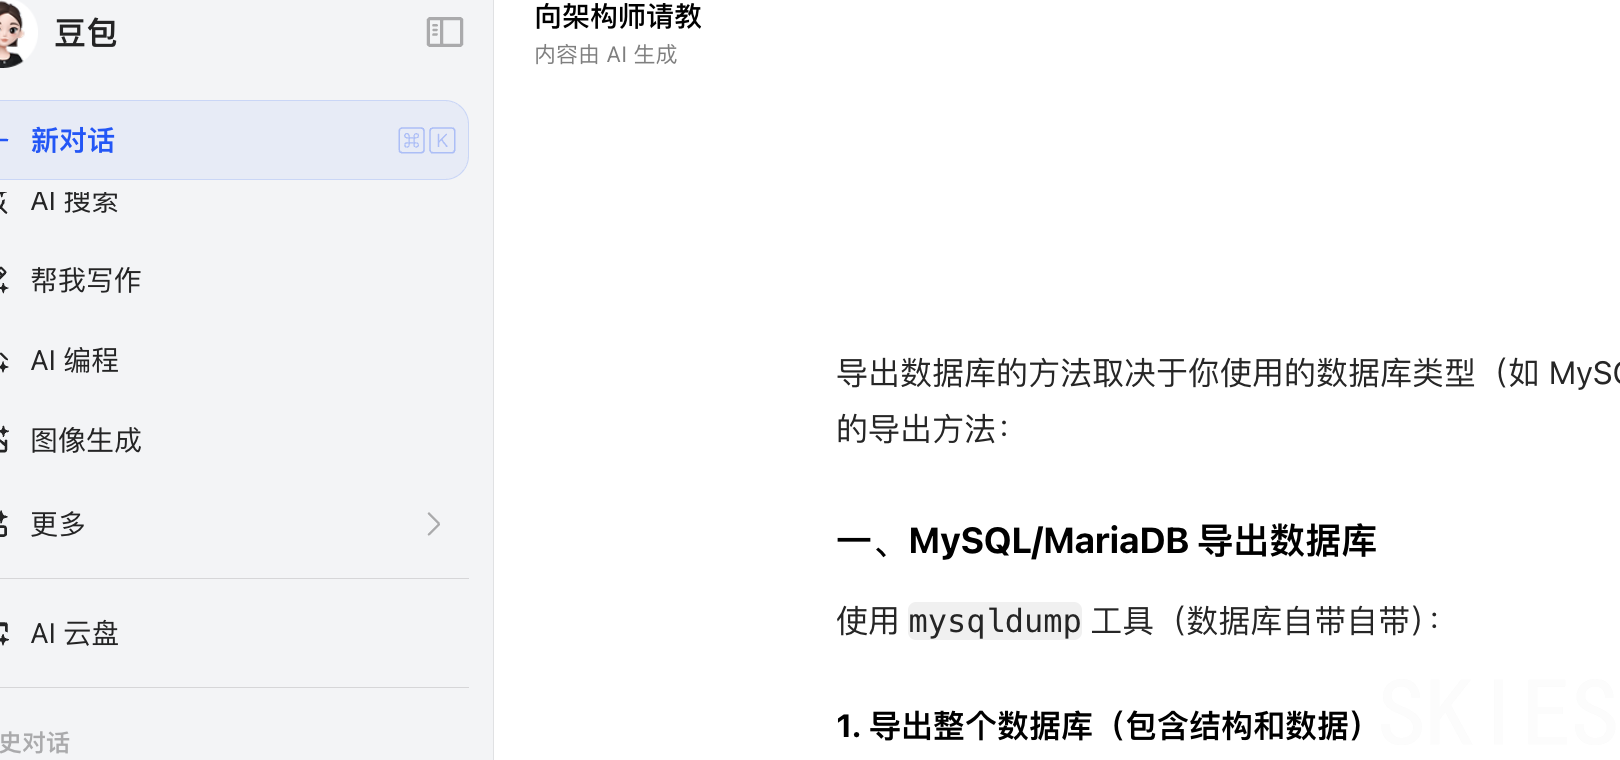 豆包
新对话
⌘ K
AI 搜索
帮我写作
AI 编程
图像生成
更多
AI 云盘
史对话
向架构师请教
内容由 AI 生成
导出数据库的方法取决于你使用的数据库类型（如 MySQ
的导出方法：
一、MySQL/MariaDB 导出数据库
使用 mysqldump 工具（数据库自带自带）：
1. 导出整个数据库（包含结构和数据）
SKIES